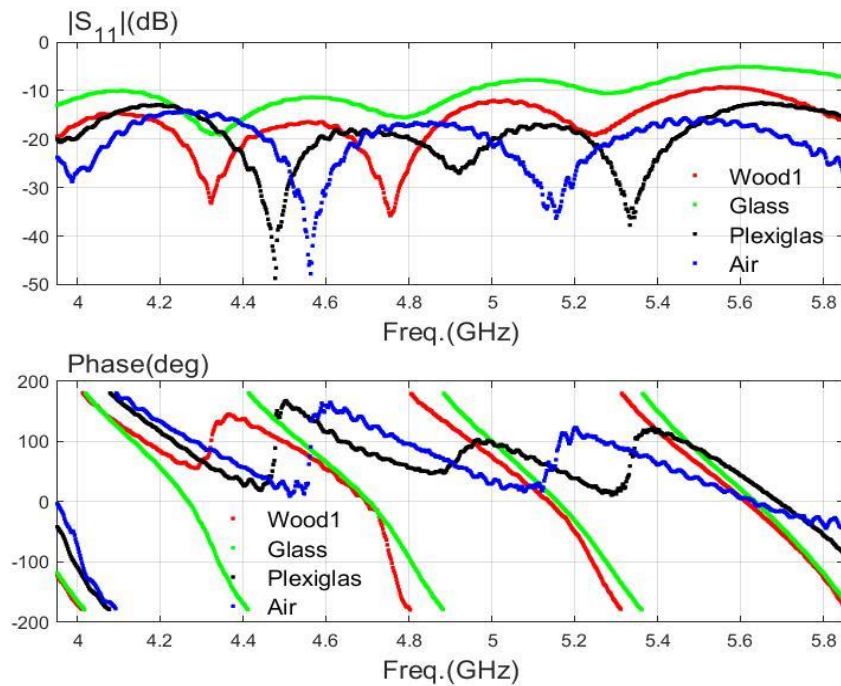 |S11|(dB)
0
-10
-20
-30
-40
-50
Wood1
Glass
Plexiglas
Air
4 4.2 4.4 4.6 4.8 5 5.2 5.4 5.6 5.8
Freq.(GHz)
Phase(deg)
200
100
0
-100
-200
Wood1
Glass
Plexiglas
Air
4 4.2 4.4 4.6 4.8 5 5.2 5.4 5.6 5.8
Freq.(GHz)